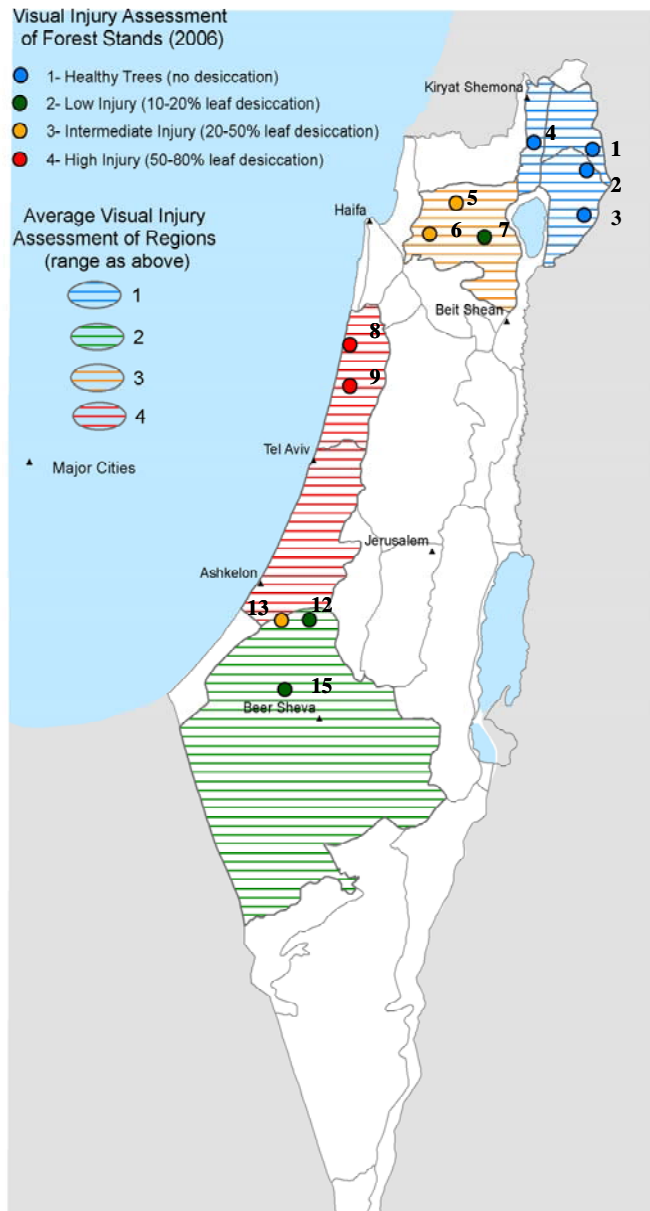 Visual Injury Assessment
of Forest Stands (2006)
1- Healthy Trees (no desiccation)
2- Low Injury (10-20% leaf desiccation)
3- Intermediate Injury (20-50% leaf desiccation)
4- High Injury (50-80% leaf desiccation)
Average Visual Injury
Assessment of Regions
(range as above)
1
2
3
4
Major Cities
Kiryat Shemona
4
1
2
3
5
Haifa
6
7
Beit Shean
8
9
Tel Aviv
Jerusalem
Ashkelon
13
12
15
Beer Sheva